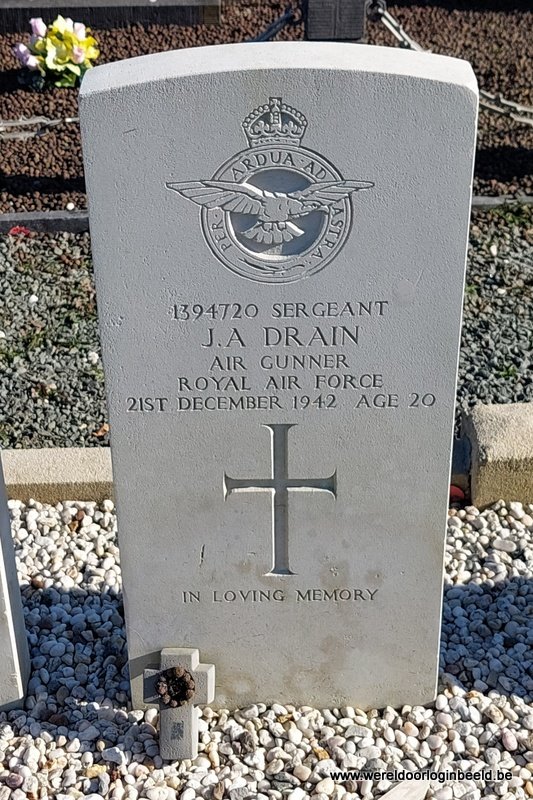 PER · ARDUA · AD · ASTRA
1394720 SERGEANT
J.A DRAIN
AIR GUNNER
ROYAL AIR FORCE
21ST DECEMBER 1942 AGE 20
IN LOVING MEMORY
www.wereldoorloginbeeld.be